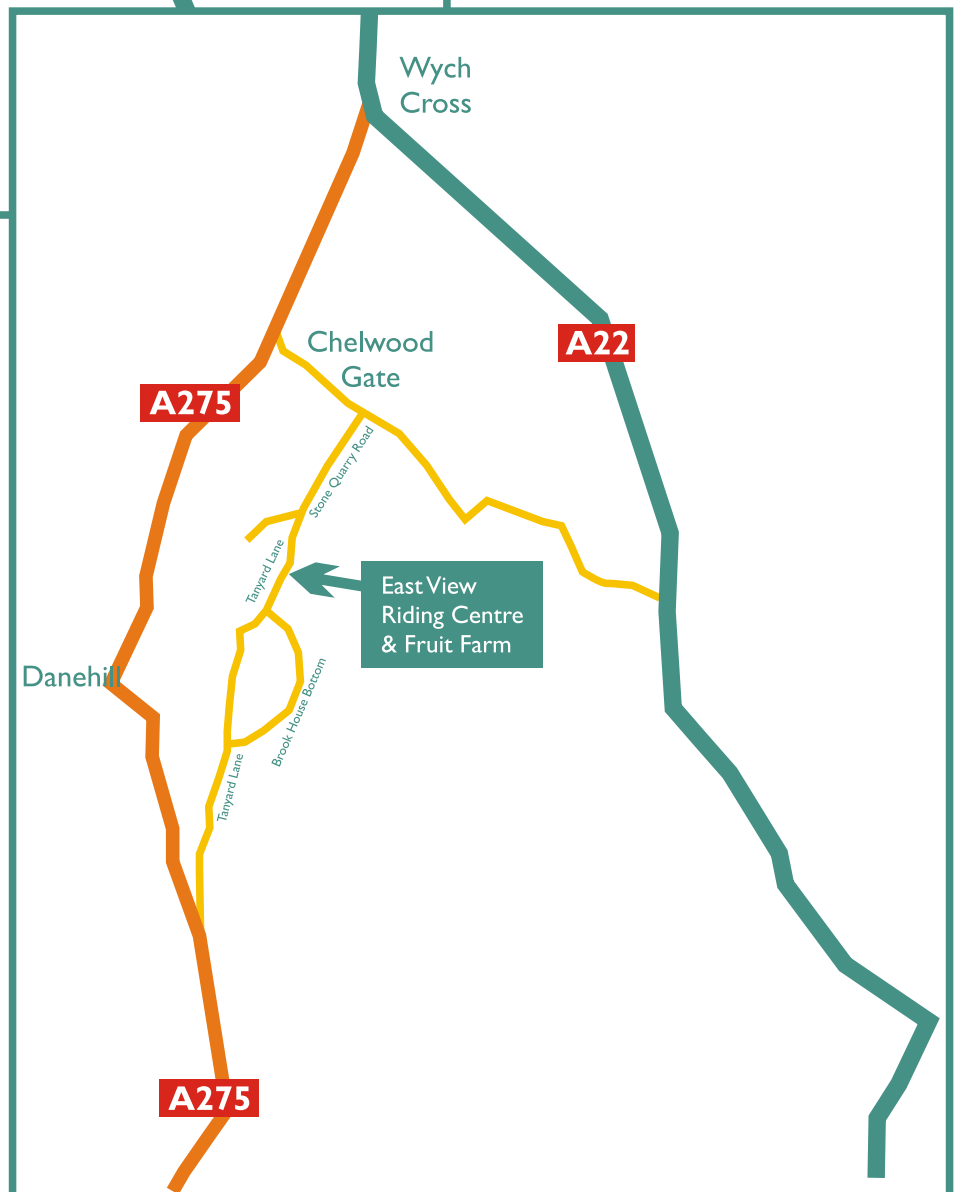 Wych
Cross
Chelwood
Gate
A22
A275
Stone Quarry Road
Tanyard Lane
East View
Riding Centre
& Fruit Farm
Danehill
Brook House Bottom
Tanyard Lane
A275